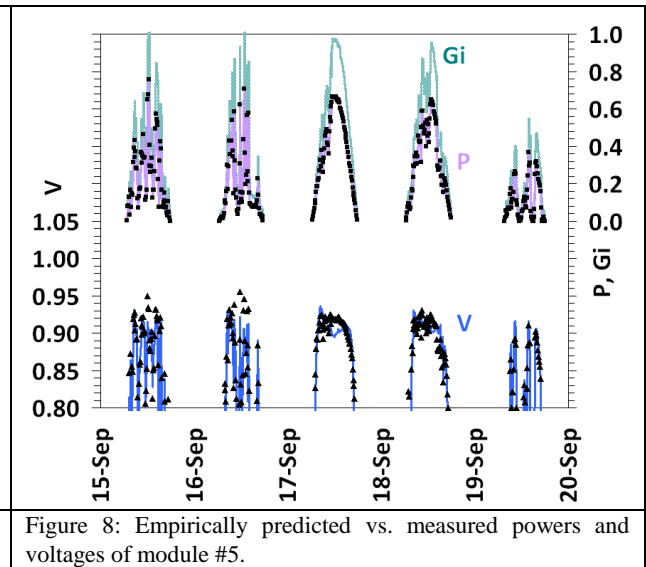 1.0
Gi
0.8
0.6
0.4
P
0.2
V
1.05
0.0
1.00
P, Gi
0.95
V
0.90
0.85
0.80
15-Sep
16-Sep
17-Sep
18-Sep
19-Sep
20-Sep
Figure 8: Empirically predicted vs. measured powers and
voltages of module #5.